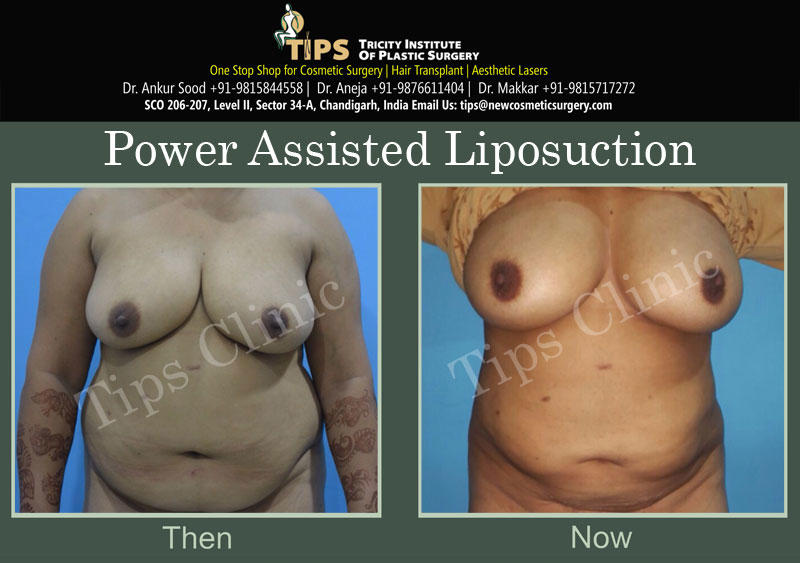 TIPS TRICITY INSTITUTE
OF PLASTIC SURGERY
One Stop Shop for Cosmetic Surgery | Hair Transplant | Aesthetic Lasers
Dr. Ankur Sood +91-9815844558 | Dr. Aneja +91-9876611404 | Dr. Makkar +91-9815717272
SCO 206-207, Level II, Sector 34-A, Chandigarh, India Email Us: tips@newcosmeticsurgery.com
Power Assisted Liposuction
Tips Clinic
Tips Clinic
Then
Now